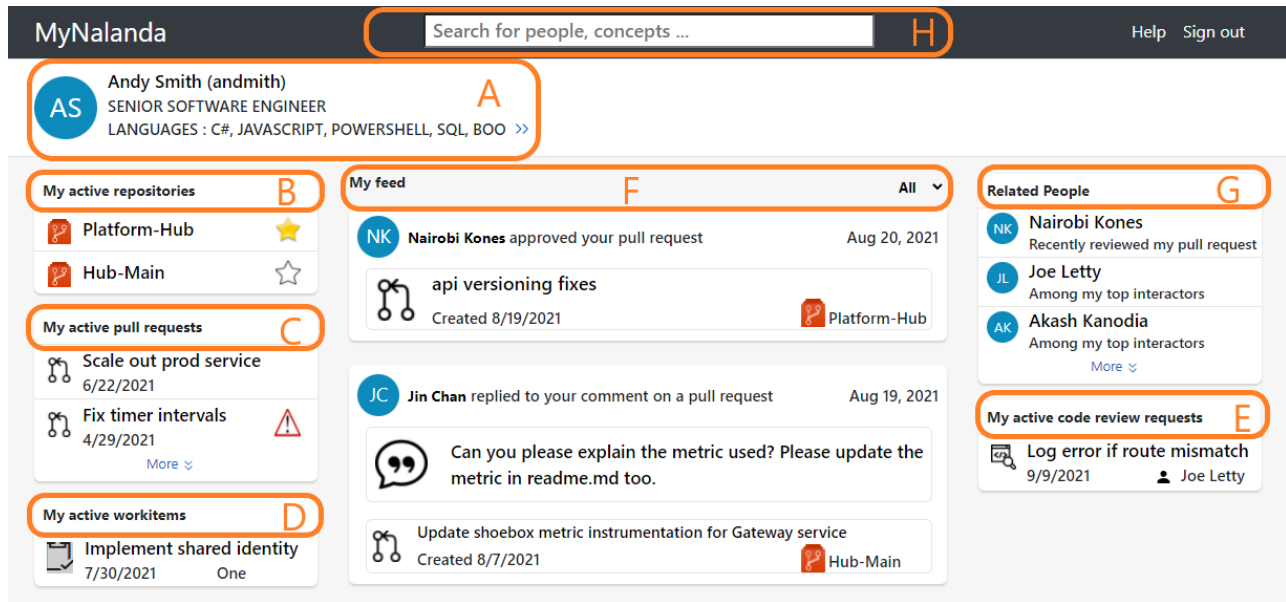 MyNalanda
Search for people, concepts ...
H
Help Sign out
AS
Andy Smith (andmith)
SENIOR SOFTWARE ENGINEER
LANGUAGES : C#, JAVASCRIPT, POWERSHELL, SQL, BOO >>
A
My active repositories
B
Platform-Hub
Hub-Main
My active pull requests
C
Scale out prod service
6/22/2021
Fix timer intervals
4/29/2021
More
My active workitems
D
Implement shared identity
7/30/2021 One
My feed
F
All
NK
Nairobi Kones approved your pull request
Aug 20, 2021
api versioning fixes
Created 8/19/2021
Platform-Hub
JC
Jin Chan replied to your comment on a pull request
Aug 19, 2021
Can you please explain the metric used? Please update the
metric in readme.md too.
Update shoebox metric instrumentation for Gateway service
Created 8/7/2021
Hub-Main
Related People
G
NK
Nairobi Kones
Recently reviewed my pull request
JL
Joe Letty
Among my top interactors
AK
Akash Kanodia
Among my top interactors
More
My active code review requests
E
Log error if route mismatch
9/9/2021 Joe Letty